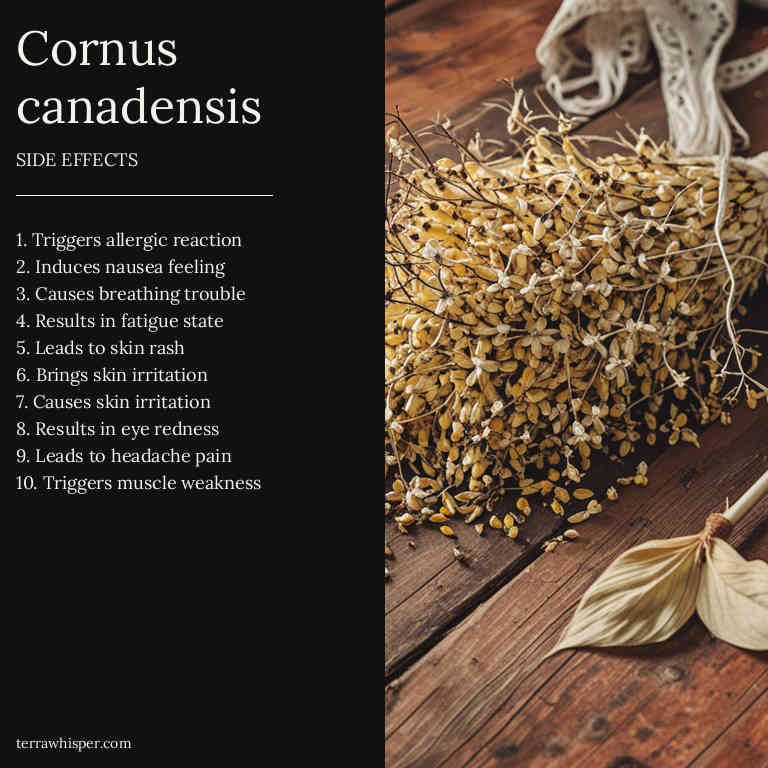 Cornus
canadensis
SIDE EFFECTS
1. Triggers allergic reaction
2. Induces nausea feeling
3. Causes breathing trouble
4. Results in fatigue state
5. Leads to skin rash
6. Brings skin irritation
7. Causes skin irritation
8. Results in eye redness
9. Leads to headache pain
10. Triggers muscle weakness
terrawhisper.com